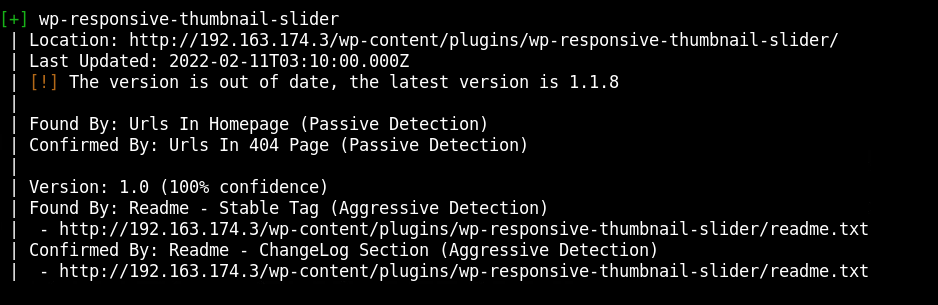 [+] wp-responsive-thumbnail-slider
| Location: http://192.163.174.3/wp-content/plugins/wp-responsive-thumbnail-slider/
| Last Updated: 2022-02-11T03:10:00.000Z
| [!] The version is out of date, the latest version is 1.1.8
|
| Found By: Urls In Homepage (Passive Detection)
| Confirmed By: Urls In 404 Page (Passive Detection)
|
| Version: 1.0 (100% confidence)
| Found By: Readme - Stable Tag (Aggressive Detection)
|  - http://192.163.174.3/wp-content/plugins/wp-responsive-thumbnail-slider/readme.txt
| Confirmed By: Readme - ChangeLog Section (Aggressive Detection)
|  - http://192.163.174.3/wp-content/plugins/wp-responsive-thumbnail-slider/readme.txt